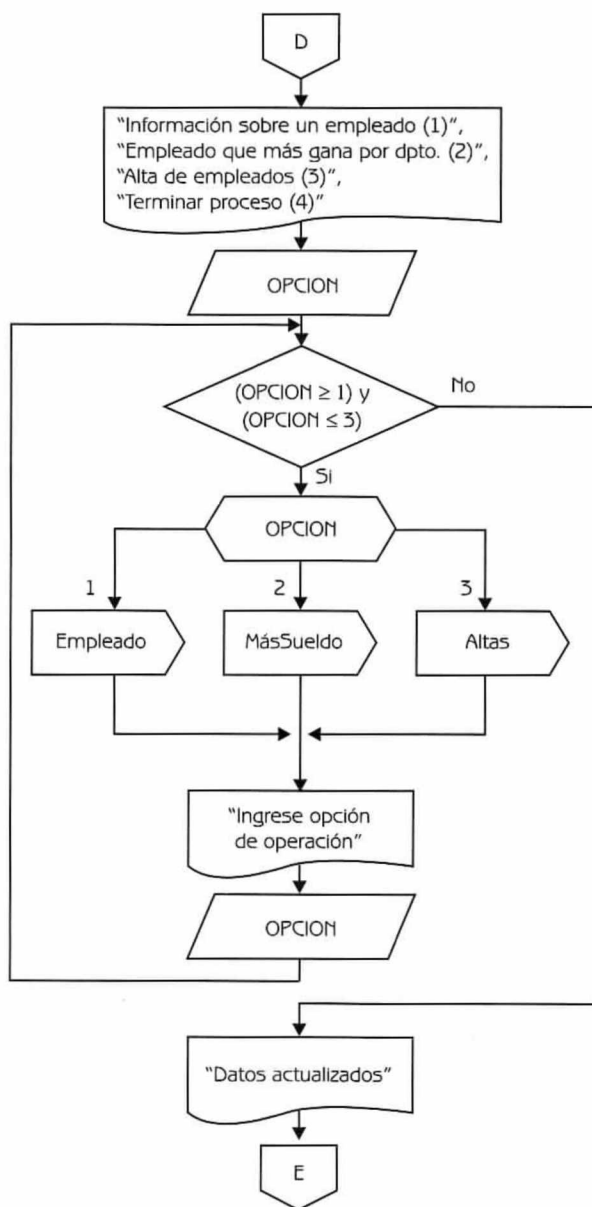 D
“Información sobre un empleado (1)”,
“Empleado que más gana por dpto. (2)”,
“Alta de empleados (3)”,
“Terminar proceso (4)”
OPCION
(OPCION ≥ 1) y
(OPCION ≤ 3)
No
Si
OPCION
1
2
3
Empleado
MásSueldo
Altas
“Ingrese opción
de operación”
OPCION
“Datos actualizados”
E